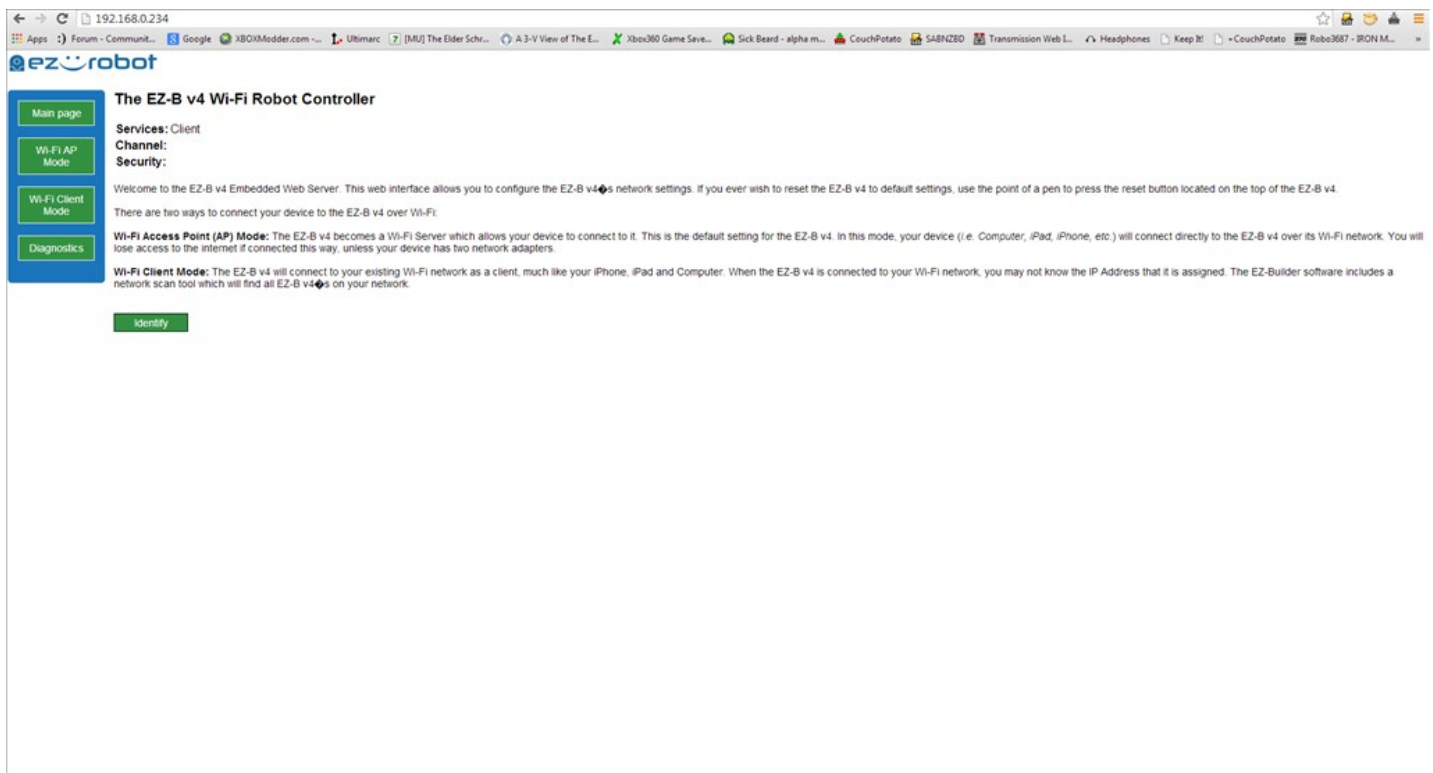 192.168.0.234
Apps :) Forum - Communit... Google XBOXModder.com -... Ultimarc [MU] The Elder Schr... A 3-V View of The E... Xbox360 Game Save... Sick Beard - alpha m... CouchPotato SABNZBD Transmission Web I... Headphones Keep It! +CouchPotato Robo3687 - IRON M... »
ez robot
The EZ-B v4 Wi-Fi Robot Controller
Main page
Wi-Fi AP
Mode
Wi-Fi Client
Mode
Diagnostics
Services: Client
Channel:
Security:
Welcome to the EZ-B v4 Embedded Web Server. This web interface allows you to configure the EZ-B v4�s network settings. If you ever wish to reset the EZ-B v4 to default settings, use the point of a pen to press the reset button located on the top of the EZ-B v4.
There are two ways to connect your device to the EZ-B v4 over Wi-Fi:
Wi-Fi Access Point (AP) Mode: The EZ-B v4 becomes a Wi-Fi Server which allows your device to connect to it. This is the default setting for the EZ-B v4. In this mode, your device (i.e. Computer, iPad, iPhone, etc.) will connect directly to the EZ-B v4 over its Wi-Fi network. You will
lose access to the internet if connected this way, unless your device has two network adapters.
Wi-Fi Client Mode: The EZ-B v4 will connect to your existing Wi-Fi network as a client, much like your iPhone, iPad and Computer. When the EZ-B v4 is connected to your Wi-Fi network, you may not know the IP Address that it is assigned. The EZ-Builder software includes a
network scan tool which will find all EZ-B v4�s on your network.
Identify